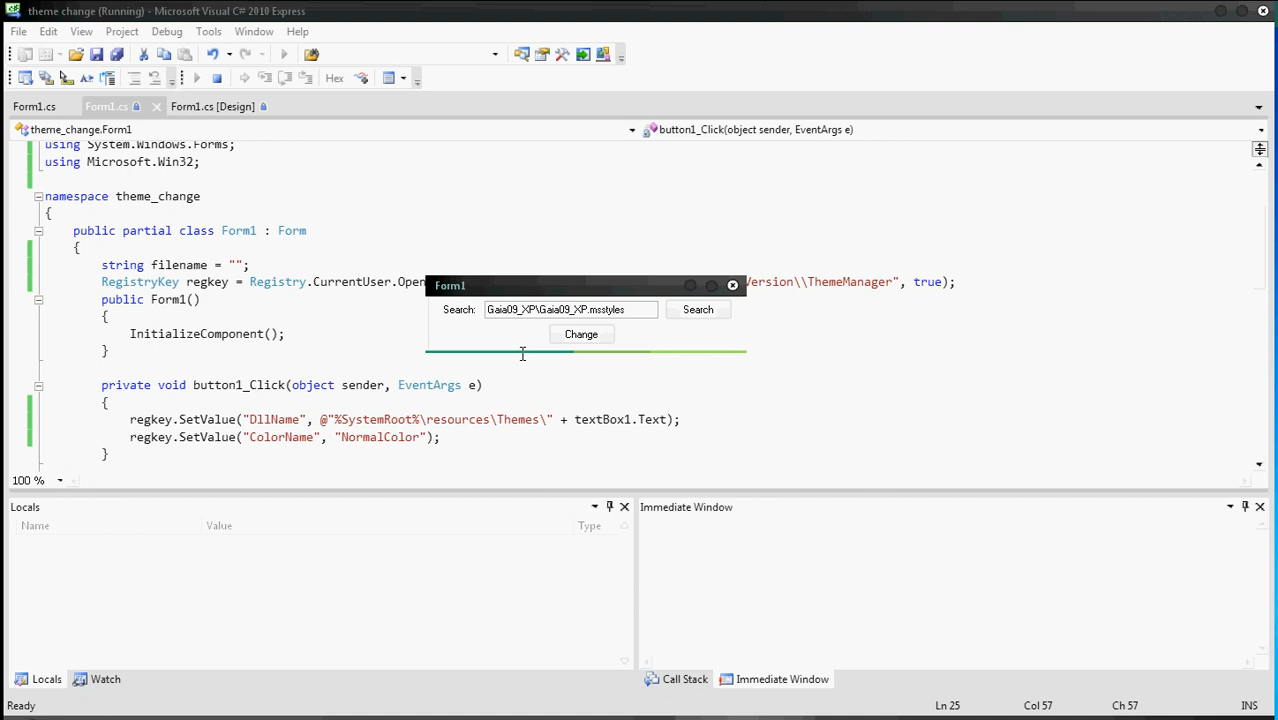 theme change (Running) - Microsoft Visual C# 2010 Express
File Edit View Project Debug Tools Window Help
Hex
Form1.cs Form1.cs Form1.cs [Design]
theme_change.Form1 button1_Click(object sender, EventArgs e)
using System.Windows.Forms;
using Microsoft.Win32;
namespace theme_change
{
public partial class Form1 : Form
{
string filename = "";
RegistryKey regkey = Registry.CurrentUser.Open Version\\ThemeManager", true);
public Form1()
{
InitializeComponent();
}
private void button1_Click(object sender, EventArgs e)
{
regkey.SetValue("DllName", @"%SystemRoot%\resources\Themes\" + textBox1.Text);
regkey.SetValue("ColorName", "NormalColor");
}
Form1
Search: Gaia09_XP\Gaia09_XP.msstyles Search
Change
100 %
Locals
Name Value Type
Immediate Window
Locals Watch
Call Stack Immediate Window
Ready Ln 25 Col 57 Ch 57 INS